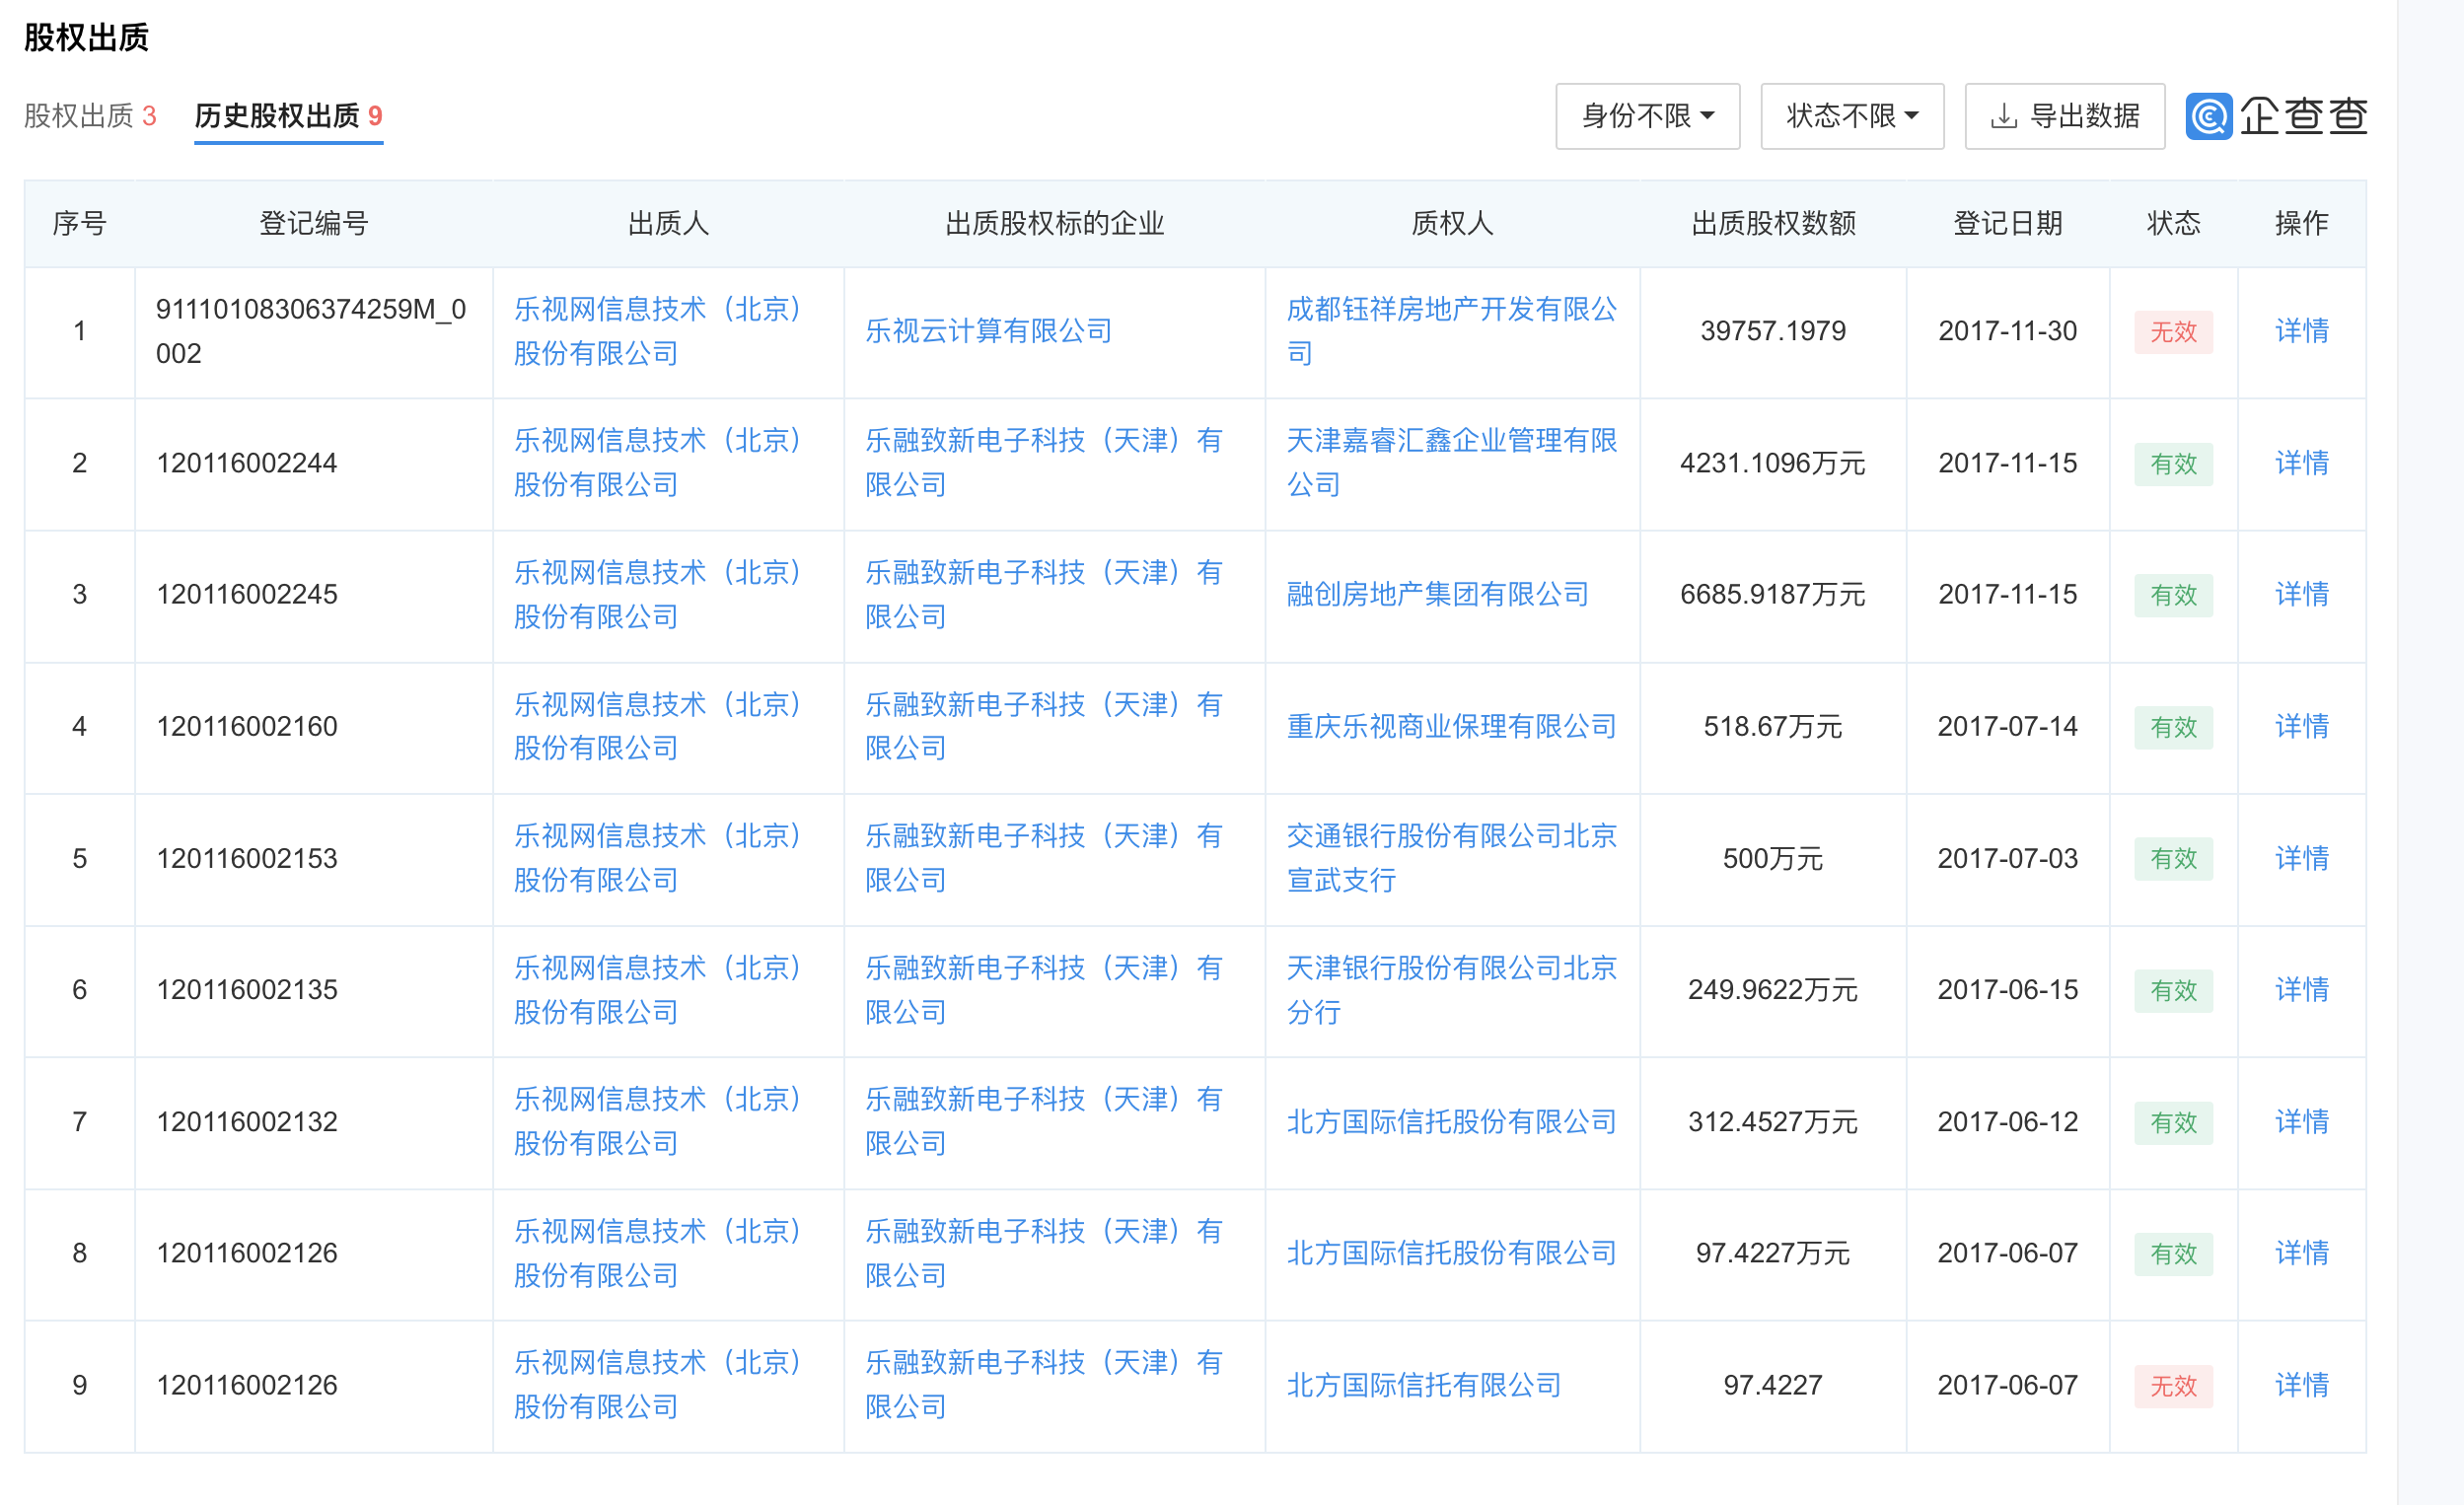 股权出质
股权出质 3 历史股权出质 9 身份不限 状态不限 导出数据 企查查
序号 登记编号 出质人 出质股权标的企业 质权人 出质股权数额 登记日期 状态 操作
1 91110108306374259M_0002 乐视网信息技术（北京）股份有限公司 乐视云计算有限公司 成都钰祥房地产开发有限公司 39757.1979 2017-11-30 无效 详情
2 120116002244 乐视网信息技术（北京）股份有限公司 乐融致新电子科技（天津）有限公司 天津嘉睿汇鑫企业管理有限公司 4231.1096万元 2017-11-15 有效 详情
3 120116002245 乐视网信息技术（北京）股份有限公司 乐融致新电子科技（天津）有限公司 融创房地产集团有限公司 6685.9187万元 2017-11-15 有效 详情
4 120116002160 乐视网信息技术（北京）股份有限公司 乐融致新电子科技（天津）有限公司 重庆乐视商业保理有限公司 518.67万元 2017-07-14 有效 详情
5 120116002153 乐视网信息技术（北京）股份有限公司 乐融致新电子科技（天津）有限公司 交通银行股份有限公司北京宣武支行 500万元 2017-07-03 有效 详情
6 120116002135 乐视网信息技术（北京）股份有限公司 乐融致新电子科技（天津）有限公司 天津银行股份有限公司北京分行 249.9622万元 2017-06-15 有效 详情
7 120116002132 乐视网信息技术（北京）股份有限公司 乐融致新电子科技（天津）有限公司 北方国际信托股份有限公司 312.4527万元 2017-06-12 有效 详情
8 120116002126 乐视网信息技术（北京）股份有限公司 乐融致新电子科技（天津）有限公司 北方国际信托股份有限公司 97.4227万元 2017-06-07 有效 详情
9 120116002126 乐视网信息技术（北京）股份有限公司 乐融致新电子科技（天津）有限公司 北方国际信托有限公司 97.4227 2017-06-07 无效 详情